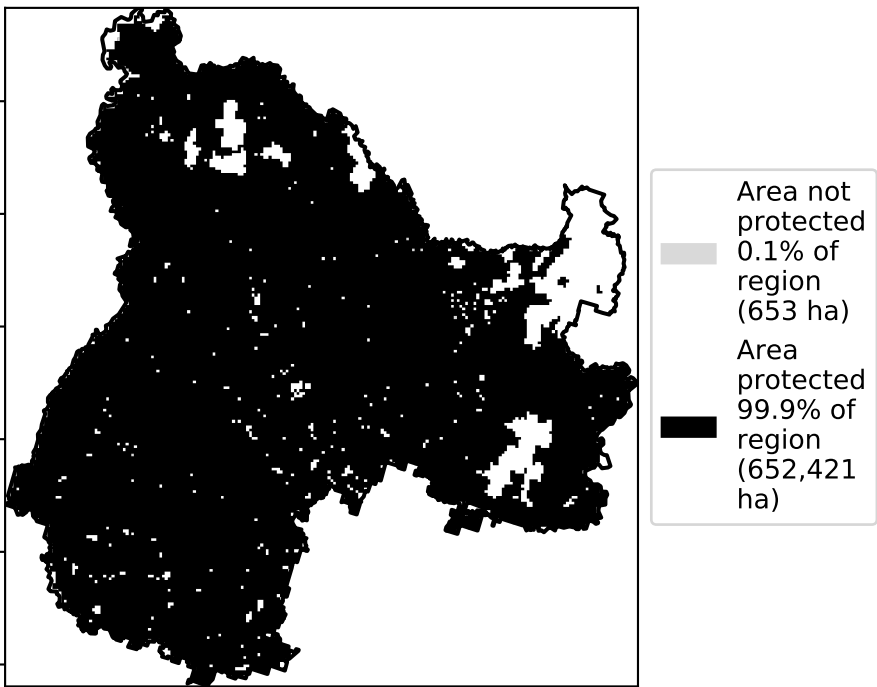 Area not
protected
0.1% of
region
(653 ha)
Area
protected
99.9% of
region
(652,421
ha)